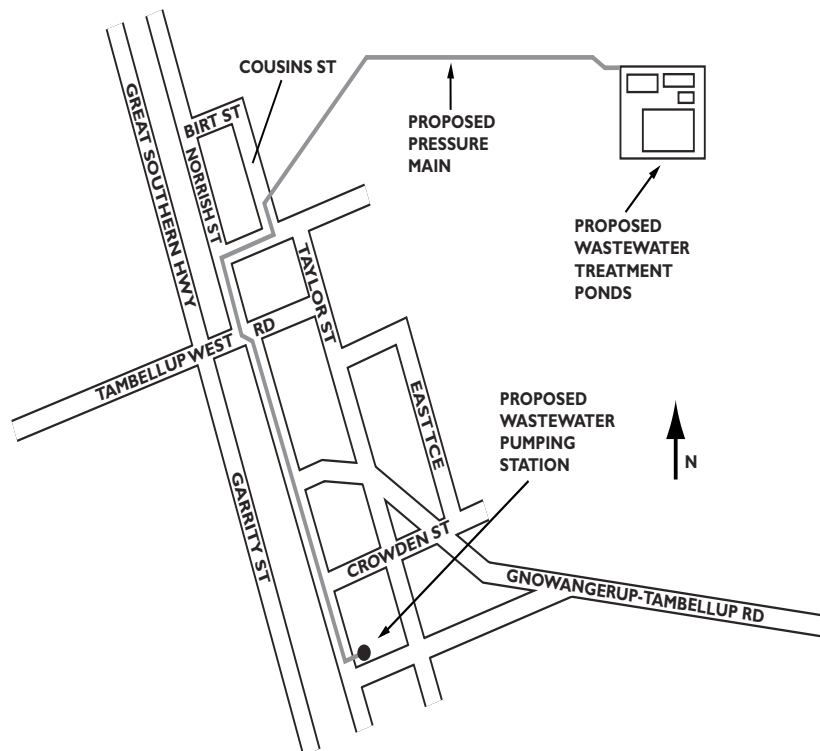 COUSINS ST
GREAT SOUTHERN HWY
BIRT ST
NORRISH ST
PROPOSED
PRESSURE
MAIN
PROPOSED
WASTEWATER
TREATMENT
PONDS
TAYLOR ST
TAMBELLUP WEST RD
EAST TCE
PROPOSED
WASTEWATER
PUMPING
STATION
N
GARRITY ST
CROWDEN ST
GNOWANGERUP-TAMBELLUP RD